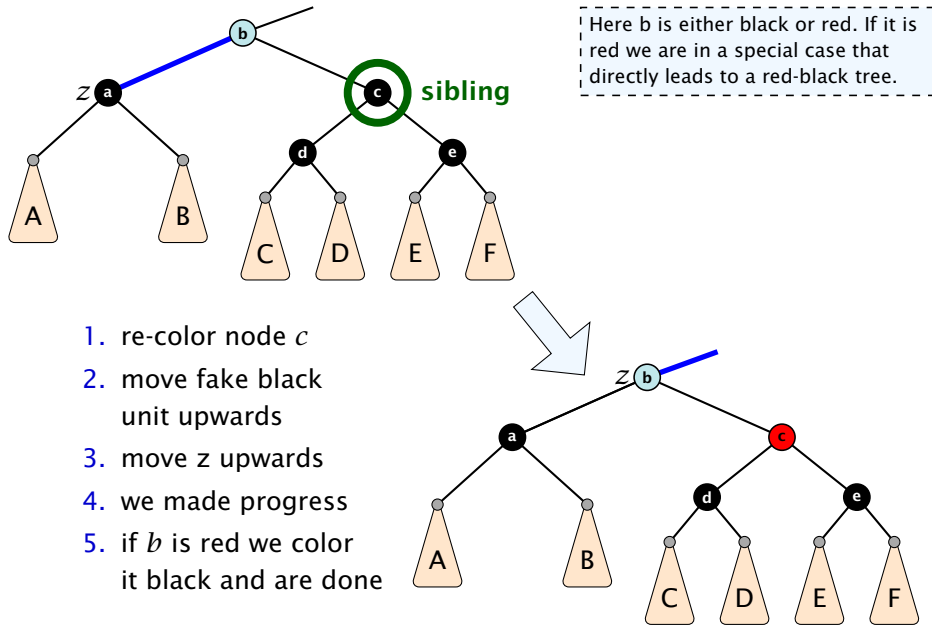 b
Here b is either black or red. If it is
red we are in a special case that
directly leads to a red-black tree.
z a
c sibling
d
e
A
B
C
D
E
F
1. re-color node c
2. move fake black
unit upwards
3. move z upwards
4. we made progress
5. if b is red we color
it black and are done
z b
a
c
d
e
A
B
C
D
E
F